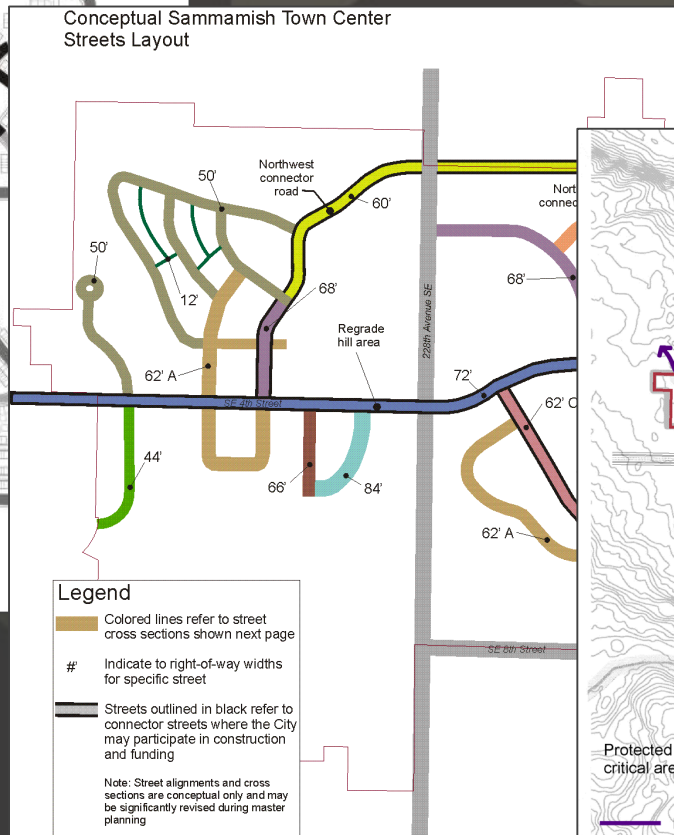 Conceptual Sammamish Town Center
Streets Layout
Northwest
connector
road
50'
60'
Nort
connec
50'
12'
68'
68'
Regrade
hill area
228th Avenue SE
62' A
72'
62' C
SE 4th Street
44'
66'
84'
62' A
Legend
Colored lines refer to street
cross sections shown next page
#'
Indicate to right-of-way widths
for specific street
Streets outlined in black refer to
connector streets where the City
may participate in construction
and funding
Note: Street alignments and cross
sections are conceptual only and may
be significantly revised during master
planning
SE 8th Street
Protected
critical are